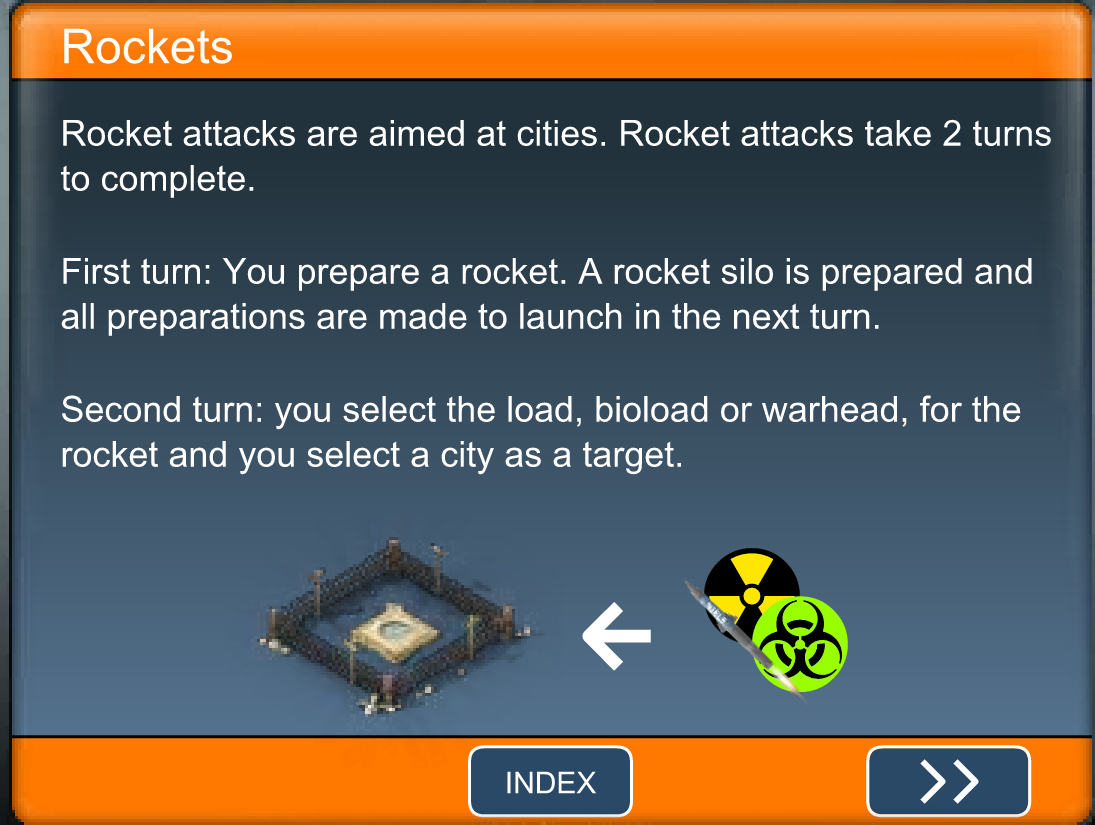 Rockets
Rocket attacks are aimed at cities. Rocket attacks take 2 turns
to complete.
First turn: You prepare a rocket. A rocket silo is prepared and
all preparations are made to launch in the next turn.
Second turn: you select the load, bioload or warhead, for the
rocket and you select a city as a target.
INDEX